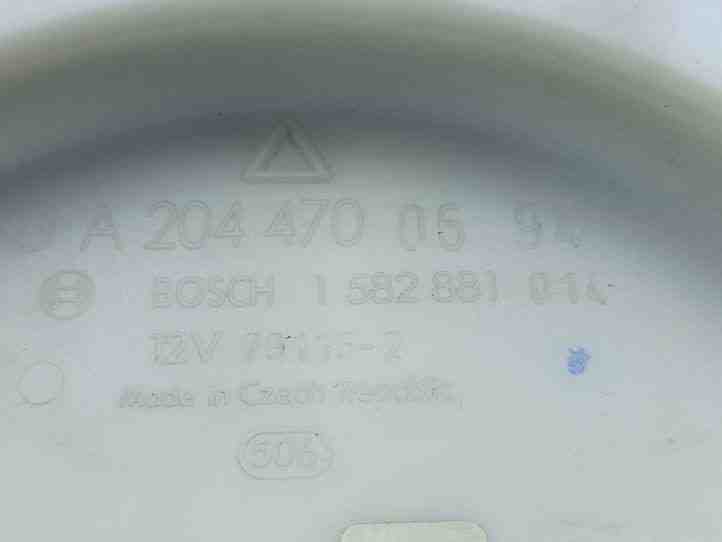 A 204 470 06 94
BOSCH 1 582 881 014
12V
Made in Czech Republic
506